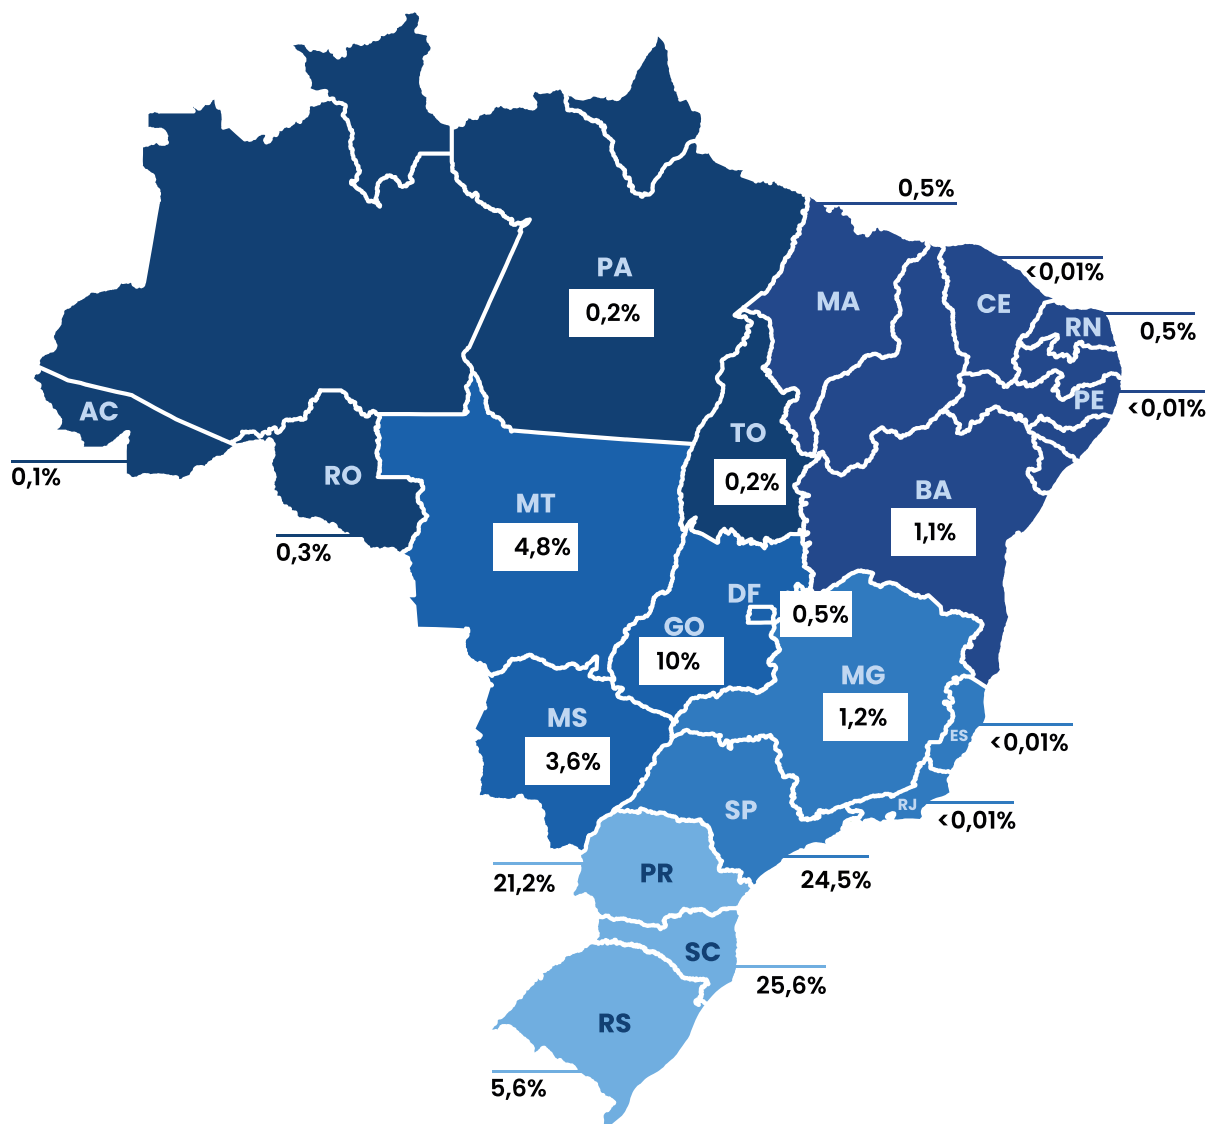 0,5%
PA
0,2%
<0,01%
MA
CE
RN
0,5%
AC
PE
<0,01%
TO
0,2%
0,1%
RO
0,3%
MT
4,8%
BA
1,1%
DF
0,5%
GO
10%
MG
1,2%
MS
3,6%
ES
<0,01%
SP
RJ
<0,01%
PR
21,2%
24,5%
SC
25,6%
RS
5,6%